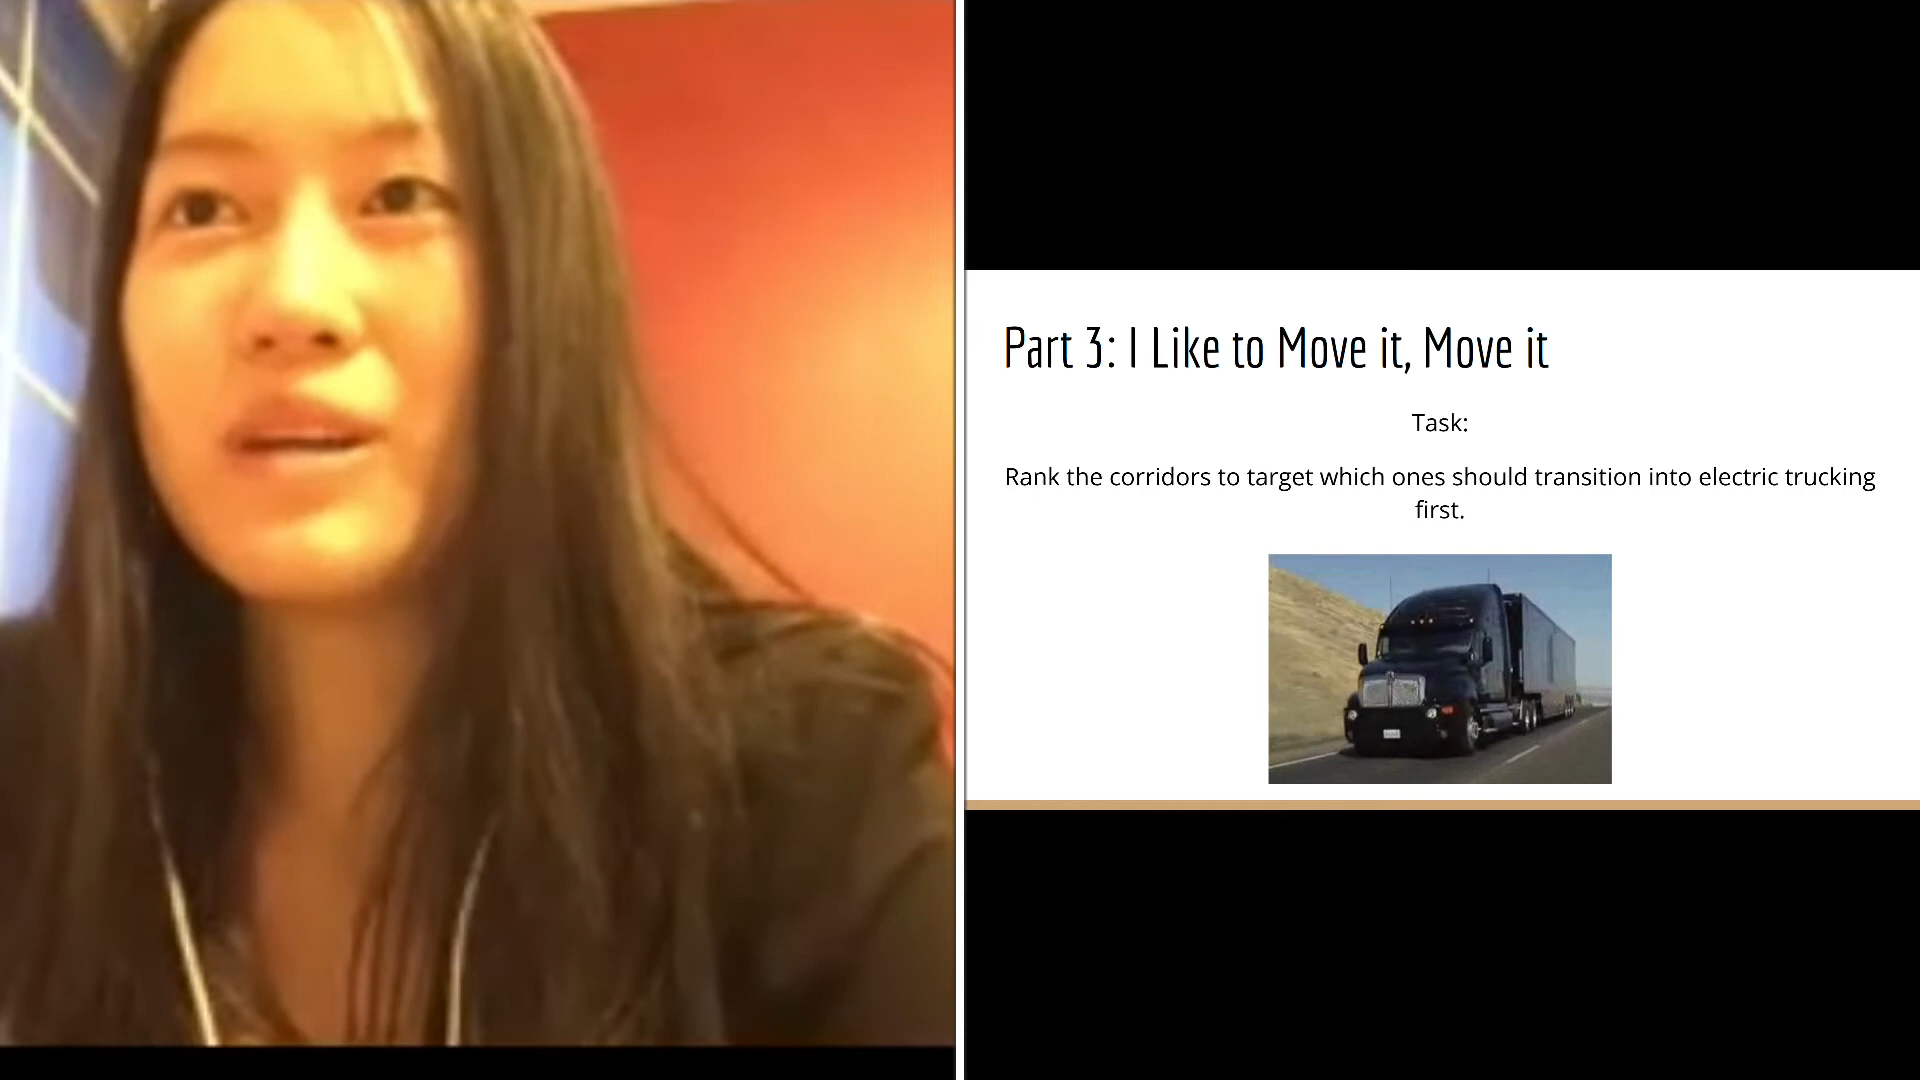 Part 3: I Like to Move it, Move it
Task:
Rank the corridors to target which ones should transition into electric trucking
first.